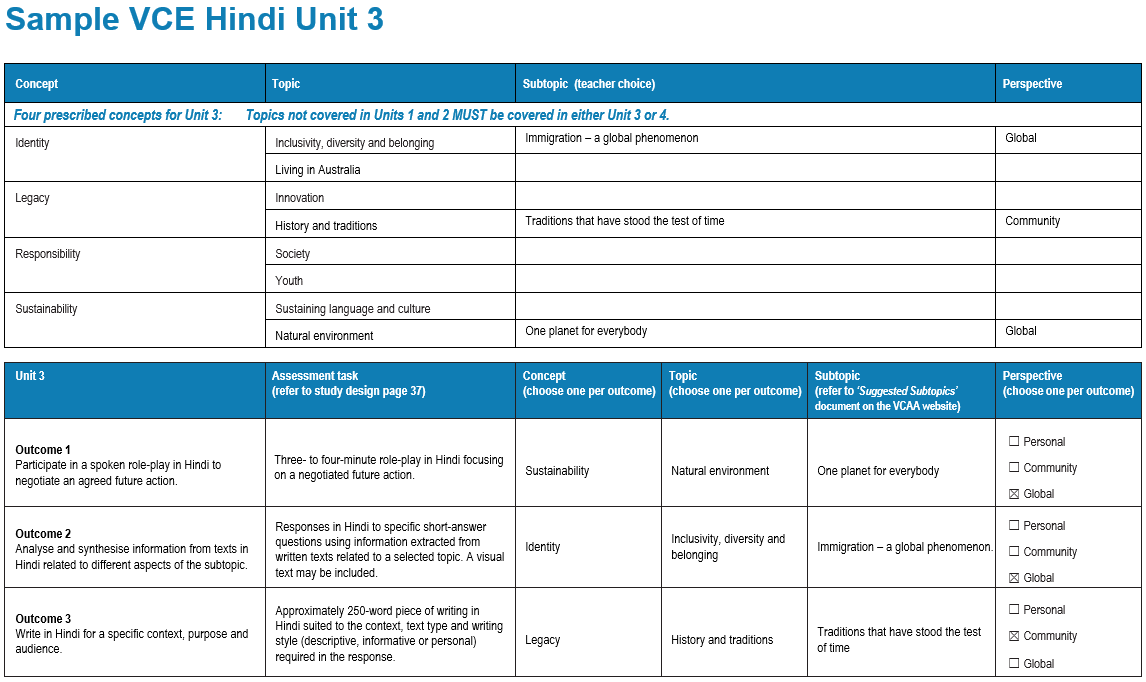 Sample VCE Hindi Unit 3
Concept
Topic
Subtopic (teacher choice)
Perspective
Four prescribed concepts for Unit 3: Topics not covered in Units 1 and 2 MUST be covered in either Unit 3 or 4.
Identity
Inclusivity, diversity and belonging
Immigration – a global phenomenon
Global
Living in Australia
Legacy
Innovation
History and traditions
Traditions that have stood the test of time
Community
Responsibility
Society
Youth
Sustainability
Sustaining language and culture
Natural environment
One planet for everybody
Global
Unit 3
Assessment task
(refer to study design page 37)
Concept
(choose one per outcome)
Topic
(choose one per outcome)
Subtopic
(refer to ‘Suggested Subtopics’
document on the VCAA website)
Perspective
(choose one per outcome)
Outcome 1
Participate in a spoken role-play in Hindi to
negotiate an agreed future action.
Three- to four-minute role-play in Hindi focusing
on a negotiated future action.
Sustainability
Natural environment
One planet for everybody
☐ Personal
☐ Community
☒ Global
Outcome 2
Analyse and synthesise information from texts in
Hindi related to different aspects of the subtopic.
Responses in Hindi to specific short-answer
questions using information extracted from
written texts related to a selected topic. A visual
text may be included.
Identity
Inclusivity, diversity and
belonging
Immigration – a global phenomenon.
☐ Personal
☐ Community
☒ Global
Outcome 3
Write in Hindi for a specific context, purpose and
audience.
Approximately 250-word piece of writing in
Hindi suited to the context, text type and writing
style (descriptive, informative or personal)
required in the response.
Legacy
History and traditions
Traditions that have stood the test
of time
☐ Personal
☒ Community
☐ Global